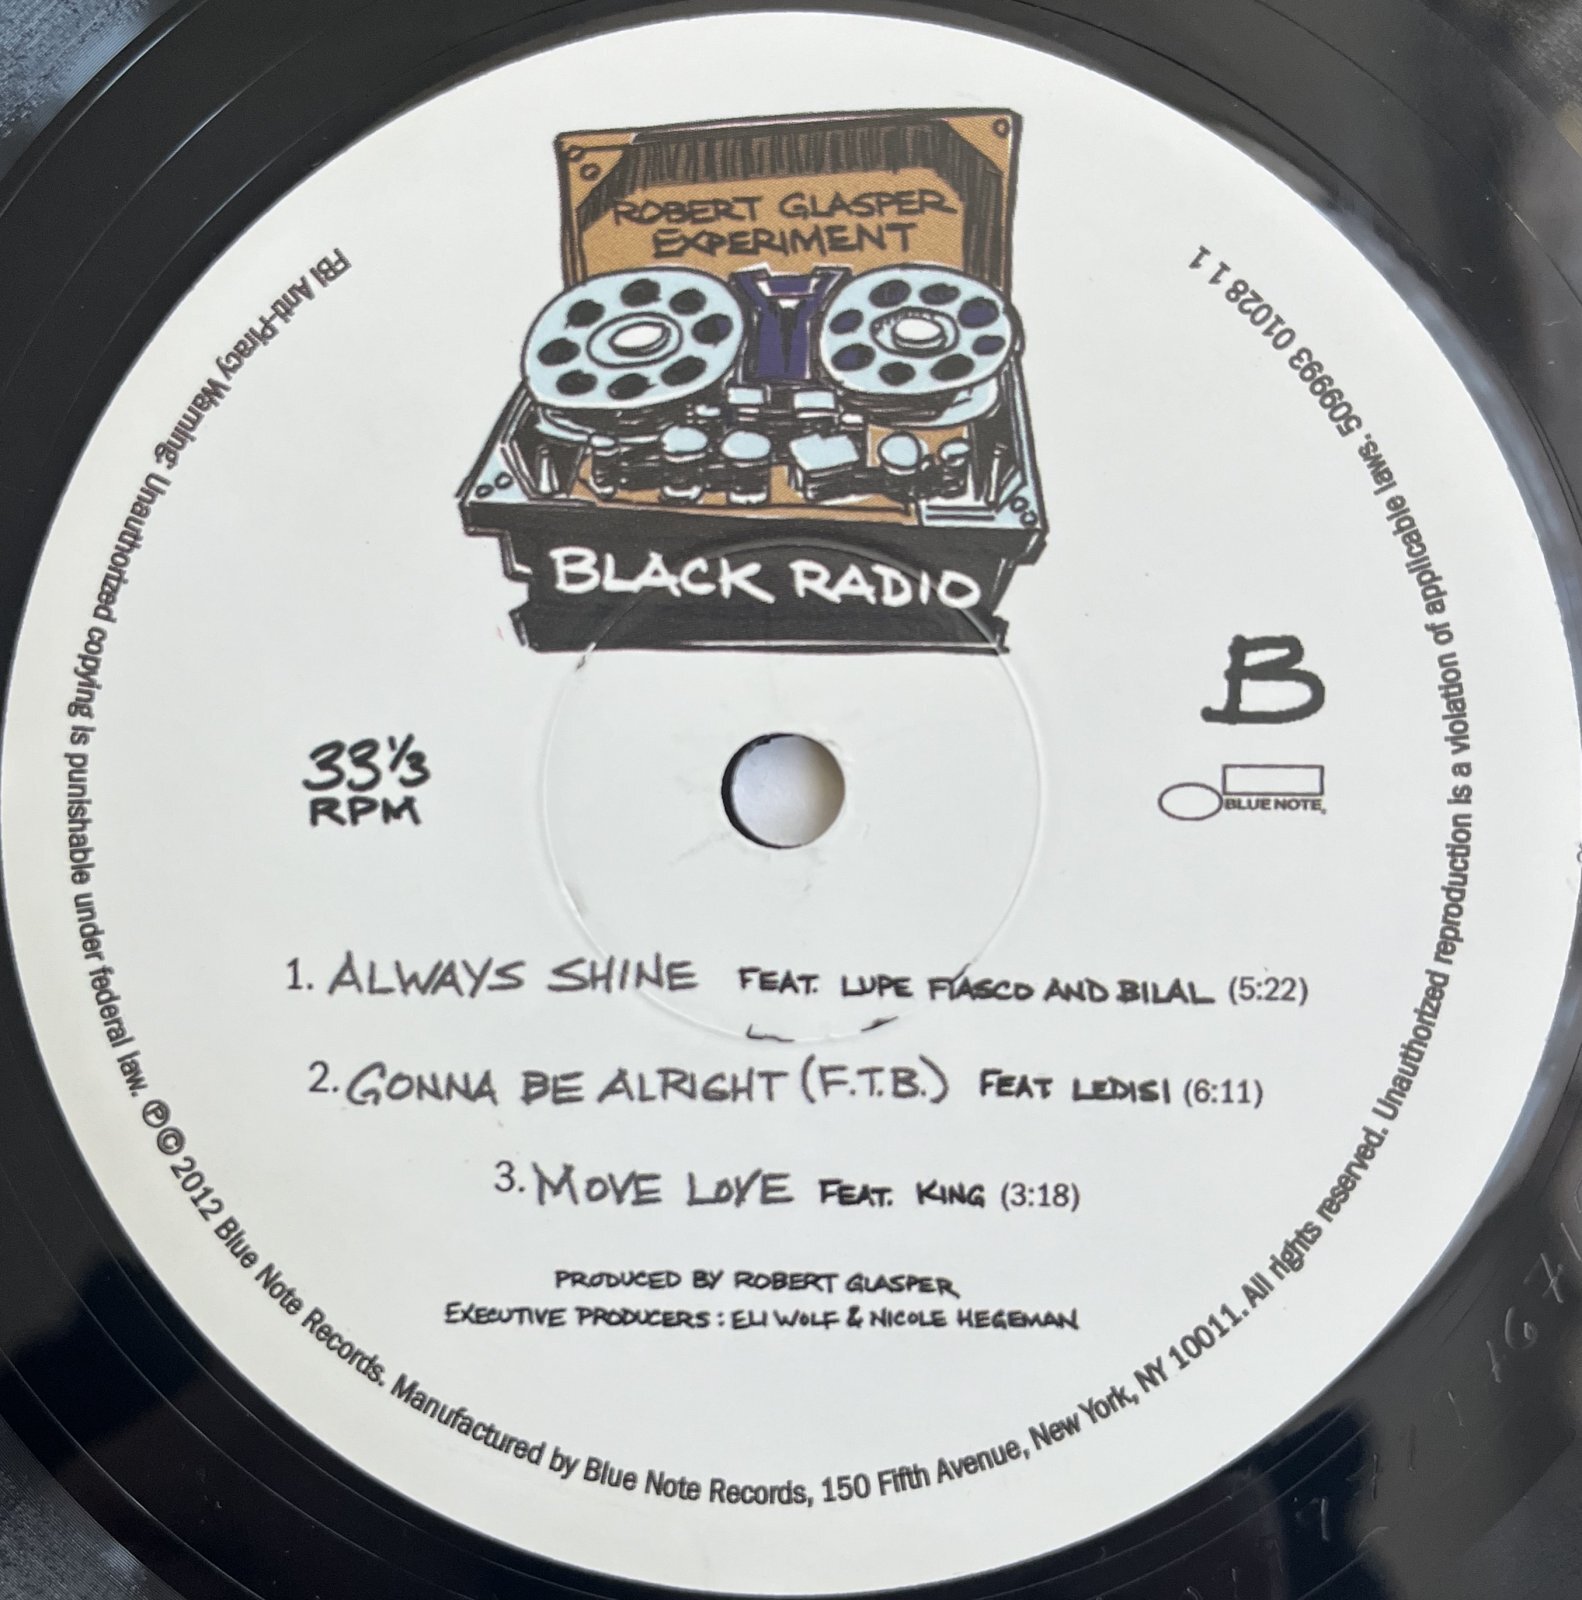 ROBERT GLASPER
EXPERIMENT
BLACK RADIO
B
33⅓
RPM
BLUE NOTE
1. ALWAYS SHINE FEAT. LUPE FIASCO AND BILAL (5:22)
2. GONNA BE ALRIGHT (F.T.B.) FEAT LEDISI (6:11)
3. MOVE LOVE FEAT. KING (3:18)
PRODUCED BY ROBERT GLASPER
EXECUTIVE PRODUCERS: ELI WOLF & NICOLE HEGEMAN
FBI Anti-Piracy Warning: Unauthorized copying is punishable under federal law. ℗© 2012 Blue Note Records. Manufactured by Blue Note Records, 150 Fifth Avenue, New York, NY 10011. All rights reserved. Unauthorized reproduction is a violation of applicable laws. 509993 01028 1 1